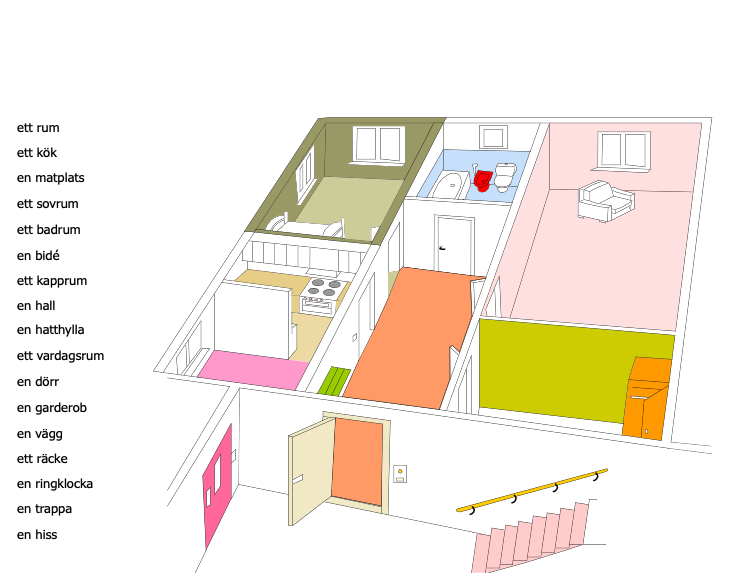 ett rum
ett kök
en matplats
ett sovrum
ett badrum
en bidé
ett kapprum
en hall
en hatthylla
ett vardagsrum
en dörr
en garderob
en vägg
ett räcke
en ringklocka
en trappa
en hiss